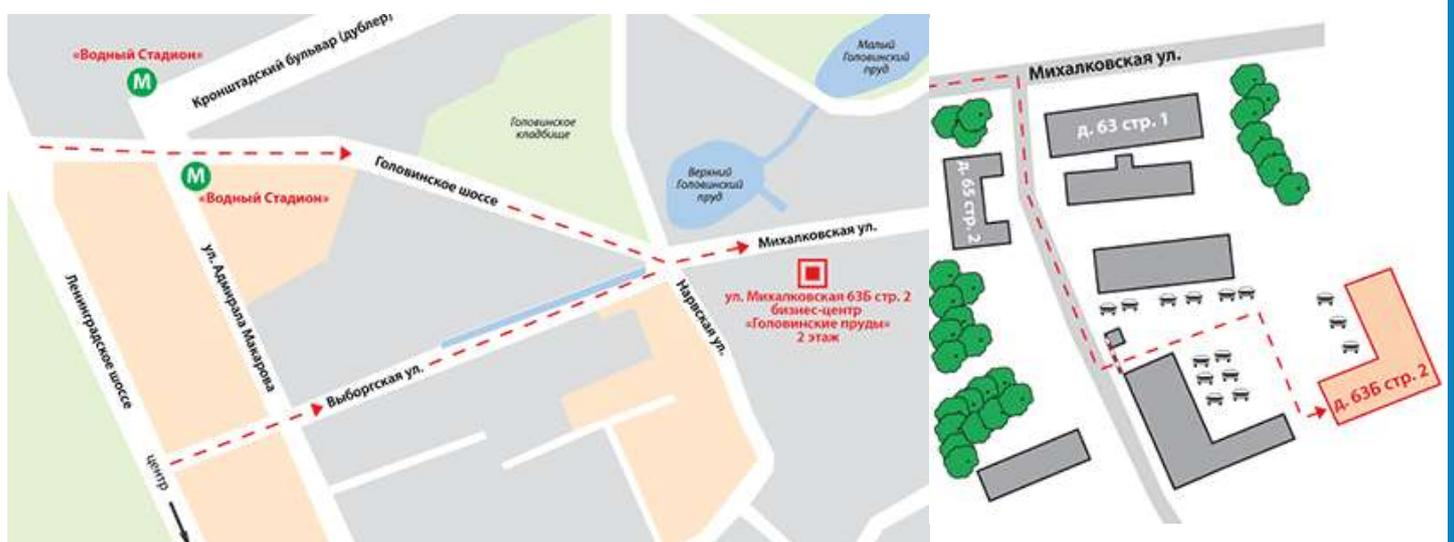 «Водный Стадион»
М
Кронштадский бульвар (дублер)
Малый
Головинский
пруд
Головинское
кладбище
М
«Водный Стадион»
Головинское шоссе
Верхний
Головинский
пруд
Михалковская ул.
ул. Михалковская 63Б стр. 2
бизнес-центр
«Головинские пруды»
2 этаж
Ленинградское шоссе
ул. Адмирала Макарова
Нарвская ул.
Выборгская ул.
центр
Михалковская ул.
д. 63 стр. 1
д. 65 стр. 2
д. 63Б стр. 2